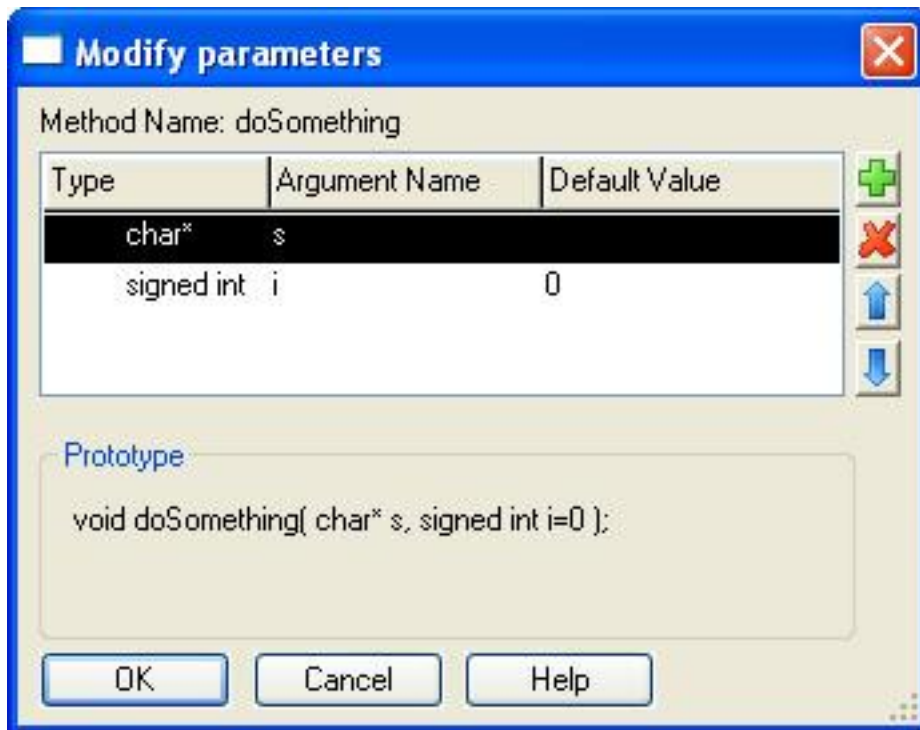 Modify parameters
Method Name: doSomething
Type Argument Name Default Value
char* s
signed int i 0
Prototype
void doSomething( char* s, signed int i=0 );
OK Cancel Help